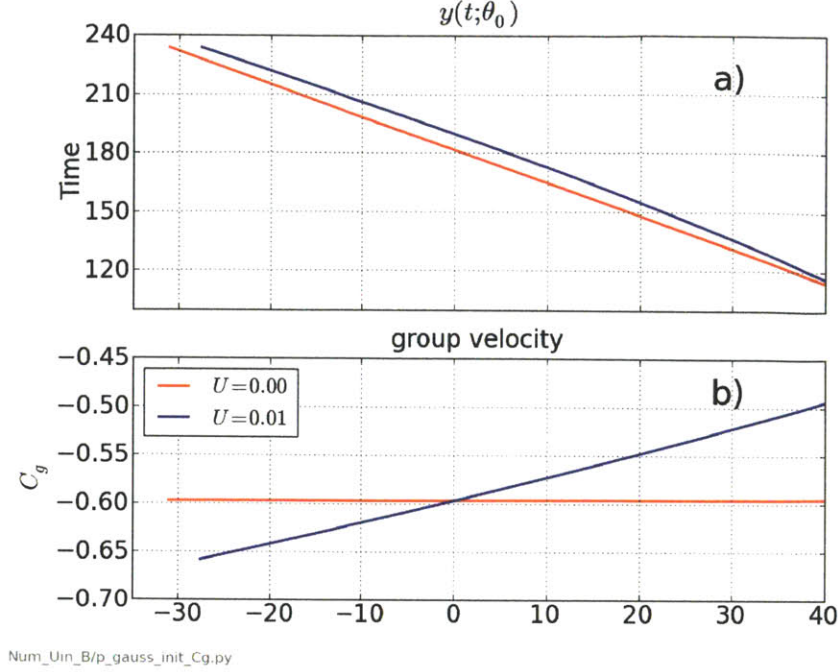 y(t;θ₀)
240
210
180
150
120
Time
a)
group velocity
−0.45
−0.50
−0.55
−0.60
−0.65
−0.70
C_g
U=0.00
U=0.01
b)
−30 −20 −10 0 10 20 30 40
Num_Uin_B/p_gauss_init_Cg.py